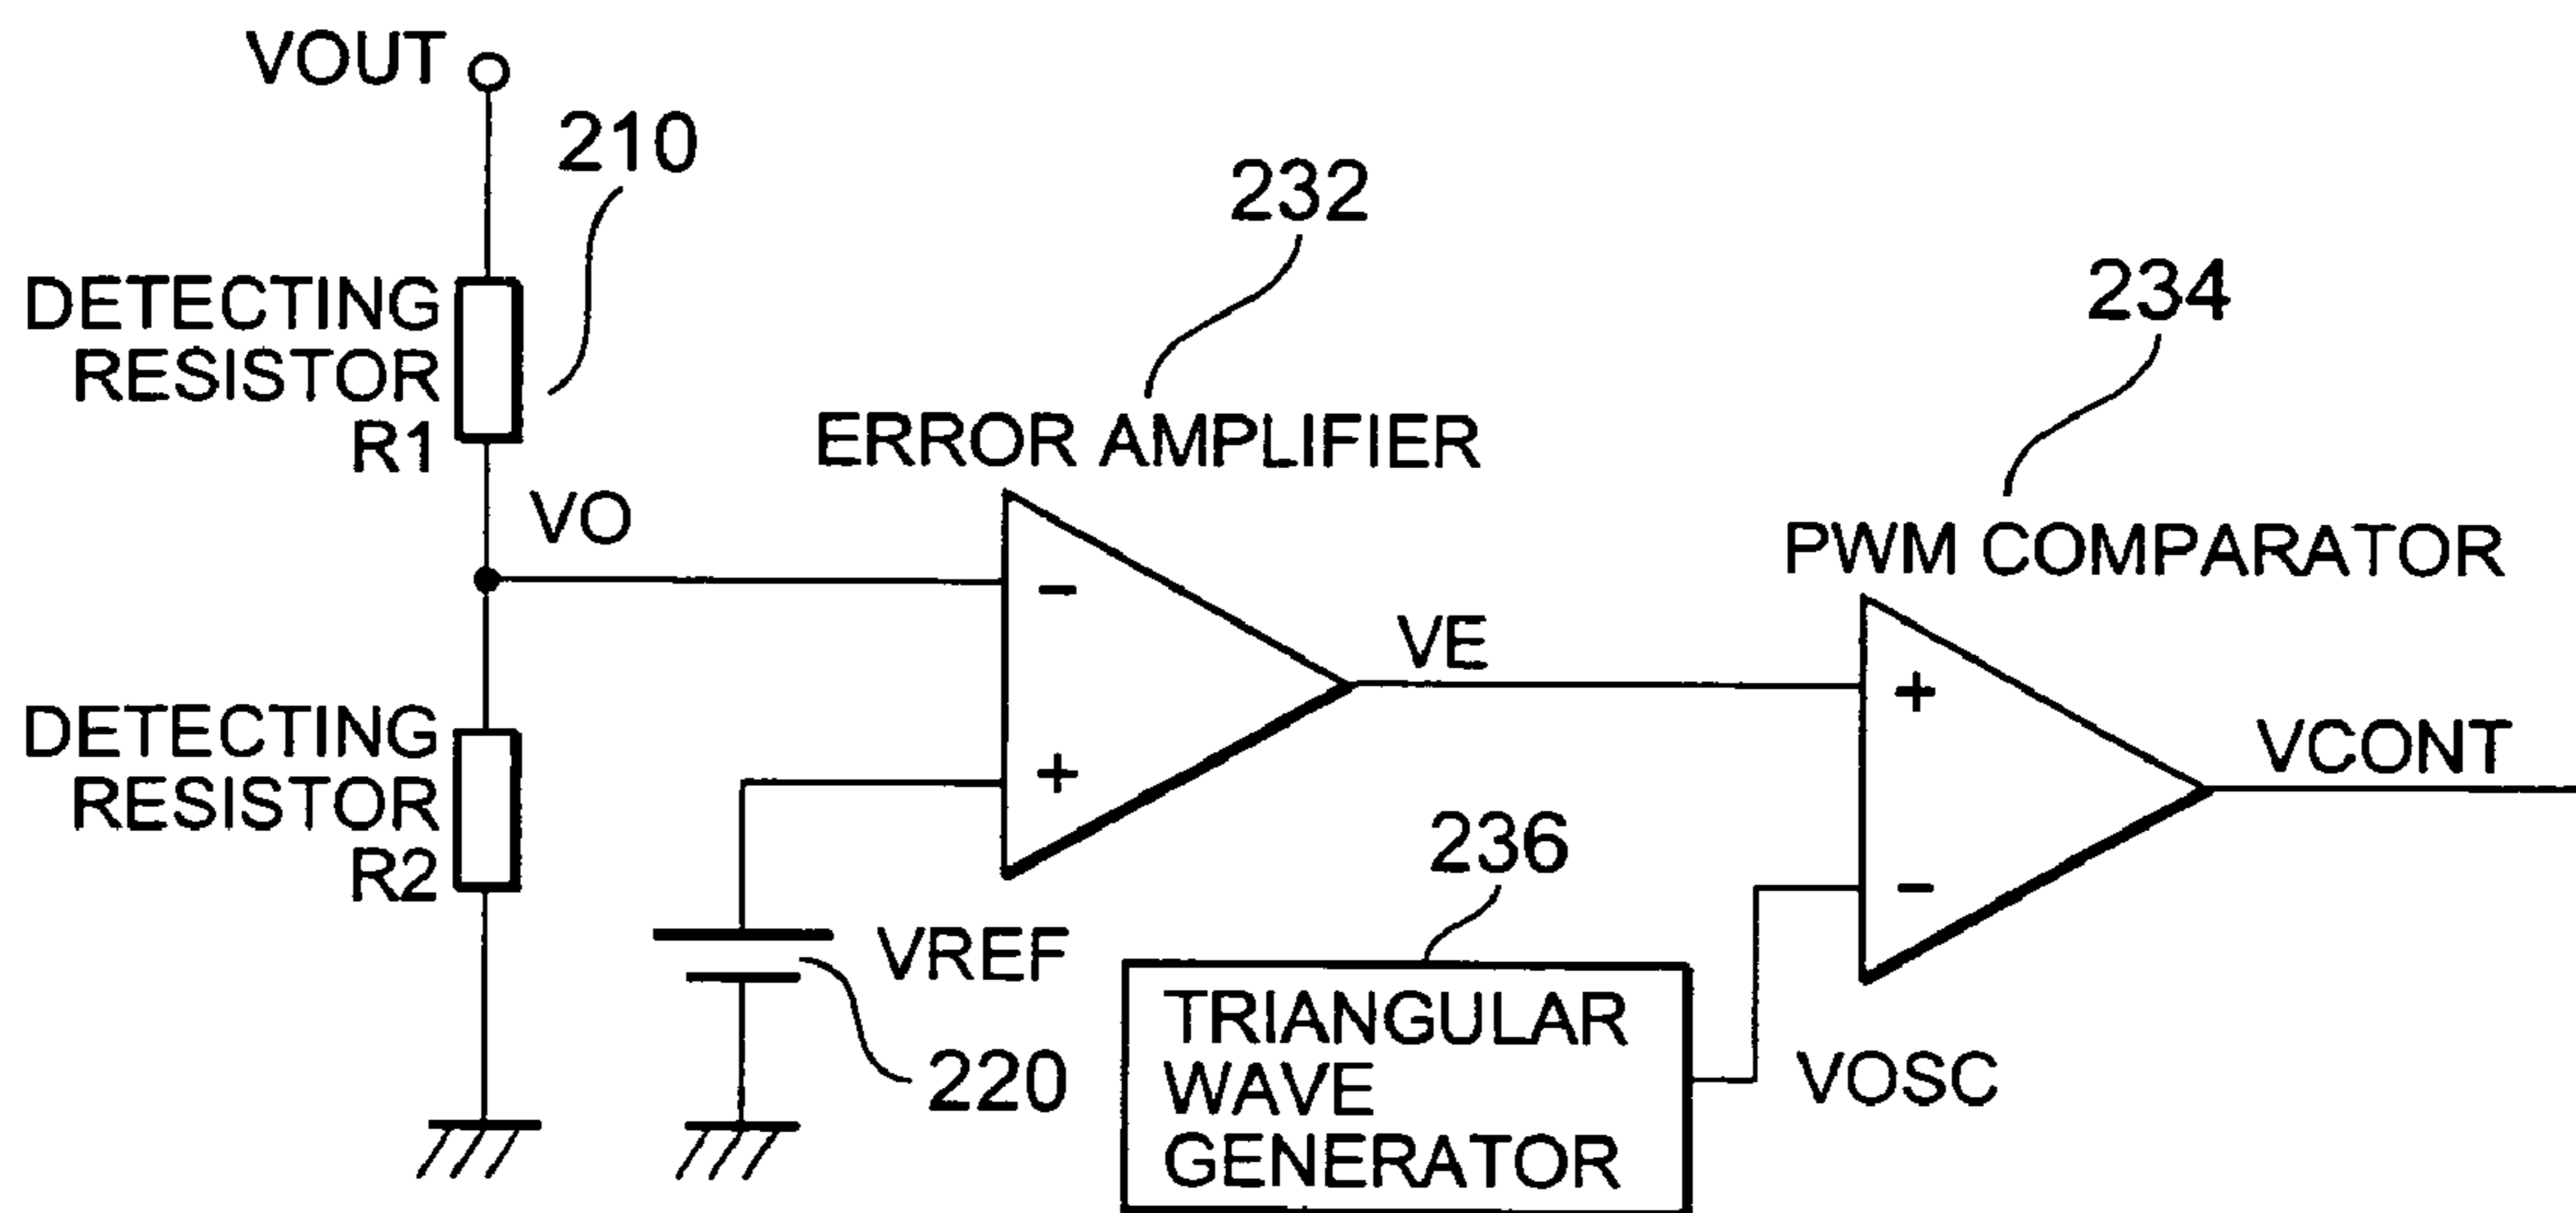 VOUT
210
232
234
DETECTING
RESISTOR
R1
ERROR AMPLIFIER
VO
PWM COMPARATOR
-
+
VE
+
-
VCONT
DETECTING
RESISTOR
R2
VREF
220
236
TRIANGULAR
WAVE
GENERATOR
VOSC